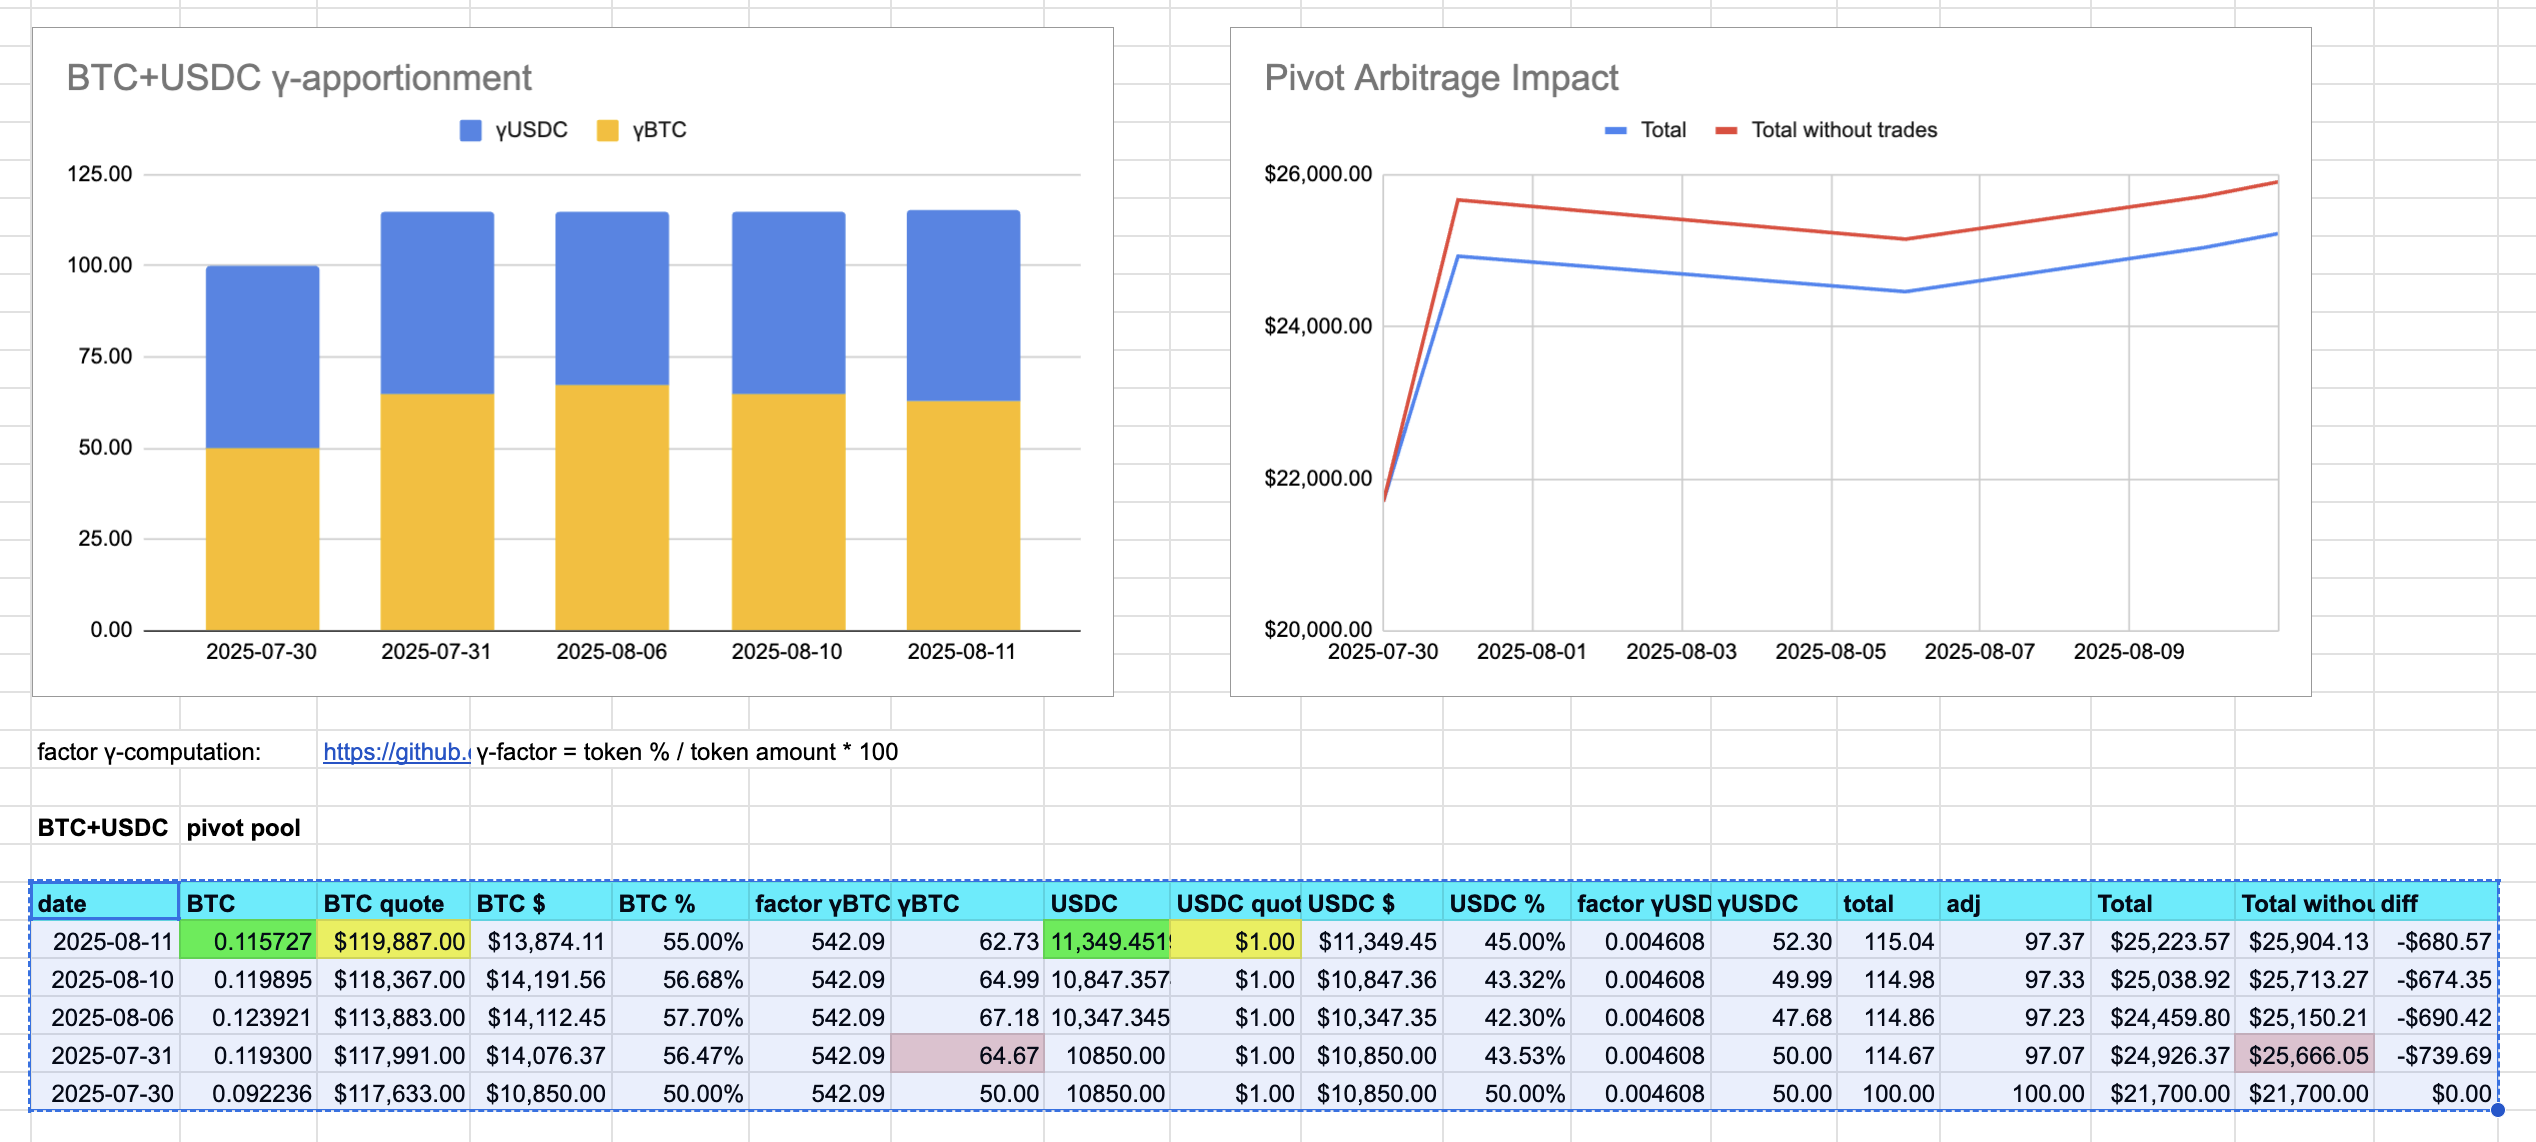 BTC+USDC γ-apportionment
γUSDC γBTC
125.00
100.00
75.00
50.00
25.00
0.00
2025-07-30 2025-07-31 2025-08-06 2025-08-10 2025-08-11
Pivot Arbitrage Impact
Total Total without trades
$26,000.00
$24,000.00
$22,000.00
$20,000.00
2025-07-30 2025-08-01 2025-08-03 2025-08-05 2025-08-07 2025-08-09
factor γ-computation: https://github. γ-factor = token % / token amount * 100
BTC+USDC pivot pool
date BTC BTC quote BTC $ BTC % factor γBTC γBTC USDC USDC quot USDC $ USDC % factor γUSD γUSDC total adj Total Total withou diff
2025-08-11 0.115727 $119,887.00 $13,874.11 55.00% 542.09 62.73 11,349.451 $1.00 $11,349.45 45.00% 0.004608 52.30 115.04 97.37 $25,223.57 $25,904.13 -$680.57
2025-08-10 0.119895 $118,367.00 $14,191.56 56.68% 542.09 64.99 10,847.357 $1.00 $10,847.36 43.32% 0.004608 49.99 114.98 97.33 $25,038.92 $25,713.27 -$674.35
2025-08-06 0.123921 $113,883.00 $14,112.45 57.70% 542.09 67.18 10,347.345 $1.00 $10,347.35 42.30% 0.004608 47.68 114.86 97.23 $24,459.80 $25,150.21 -$690.42
2025-07-31 0.119300 $117,991.00 $14,076.37 56.47% 542.09 64.67 10850.00 $1.00 $10,850.00 43.53% 0.004608 50.00 114.67 97.07 $24,926.37 $25,666.05 -$739.69
2025-07-30 0.092236 $117,633.00 $10,850.00 50.00% 542.09 50.00 10850.00 $1.00 $10,850.00 50.00% 0.004608 50.00 100.00 100.00 $21,700.00 $21,700.00 $0.00